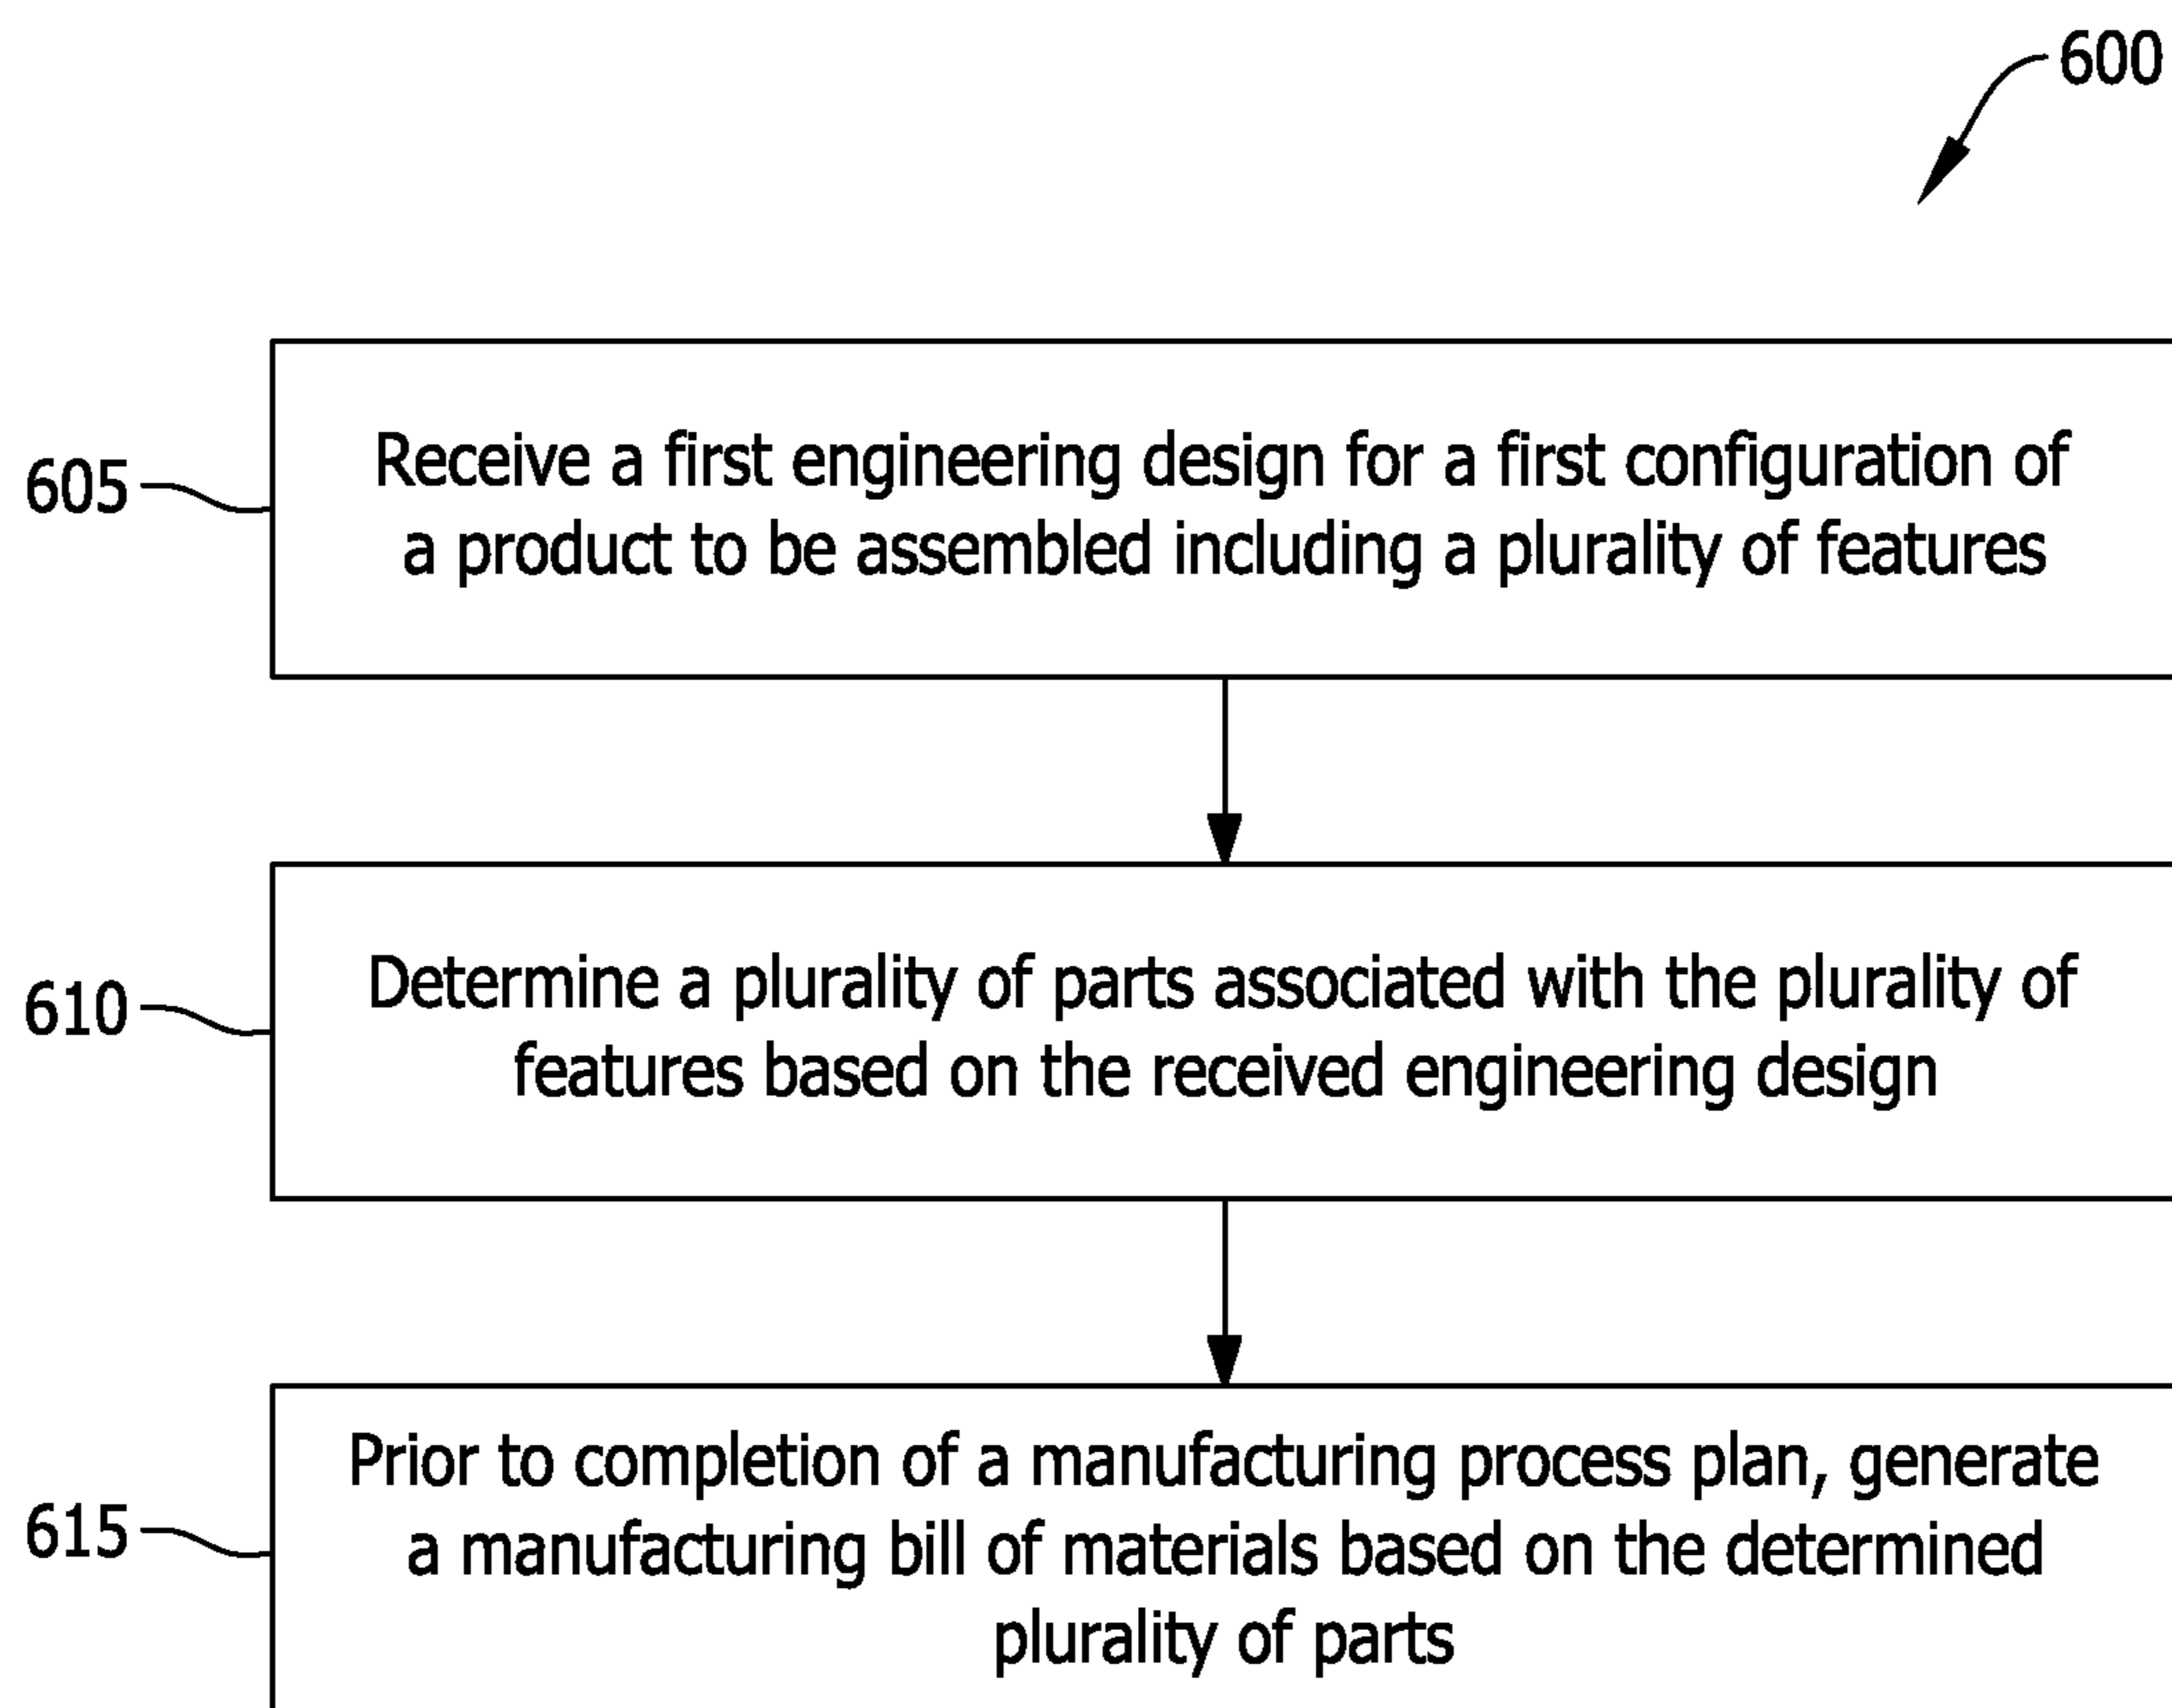 600
605
Receive a first engineering design for a first configuration of
a product to be assembled including a plurality of features
610
Determine a plurality of parts associated with the plurality of
features based on the received engineering design
615
Prior to completion of a manufacturing process plan, generate
a manufacturing bill of materials based on the determined
plurality of parts